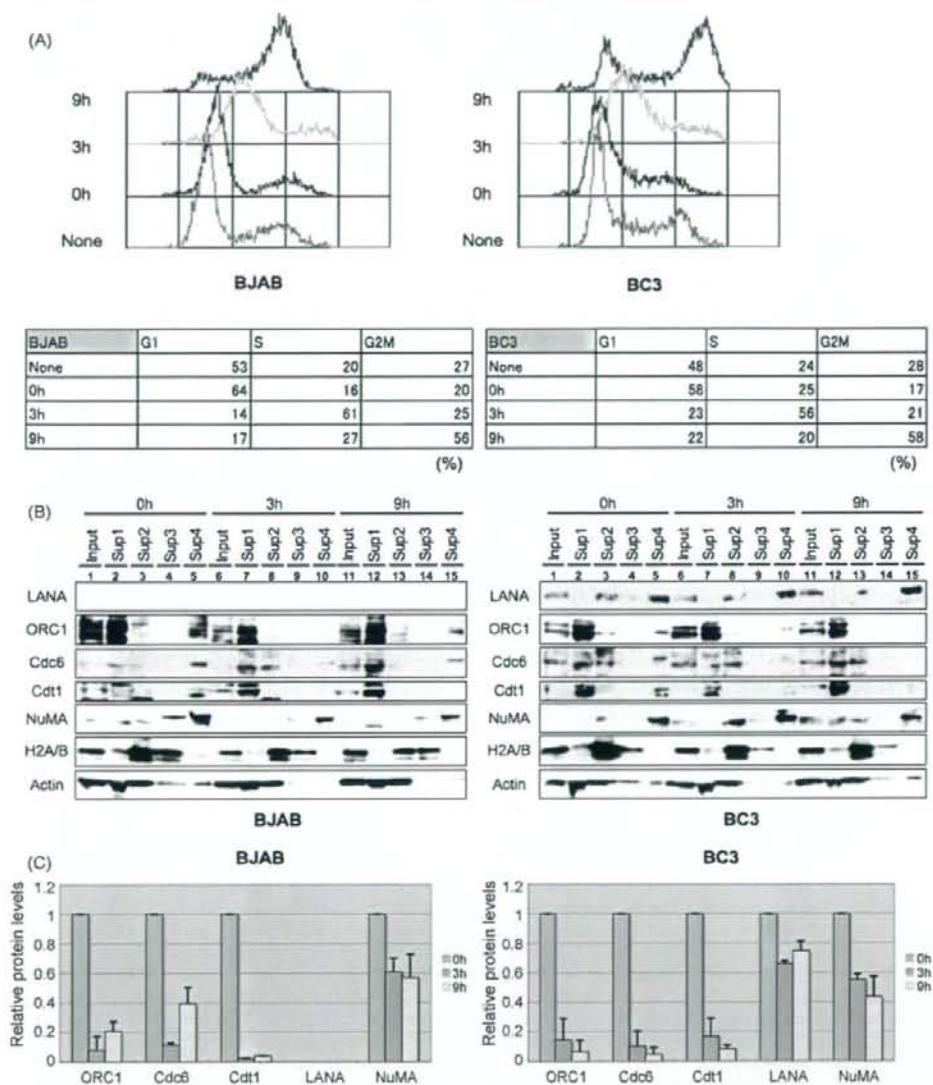 (A)
9h
3h
0h
None
BJAB
9h
3h
0h
None
BC3
BJAB G1 S G2M
None 53 20 27
0h 64 16 20
3h 14 61 25
9h 17 27 56
(%)
BC3 G1 S G2M
None 48 24 28
0h 58 25 17
3h 23 56 21
9h 22 20 58
(%)
(B)
0h 3h 9h
Input Sup1 Sup2 Sup3 Sup4 Input Sup1 Sup2 Sup3 Sup4 Input Sup1 Sup2 Sup3 Sup4
1 2 3 4 5 6 7 8 9 10 11 12 13 14 15
LANA
ORC1
Cdc6
Cdt1
NuMA
H2A/B
Actin
BJAB
0h 3h 9h
Input Sup1 Sup2 Sup3 Sup4 Input Sup1 Sup2 Sup3 Sup4 Input Sup1 Sup2 Sup3 Sup4
1 2 3 4 5 6 7 8 9 10 11 12 13 14 15
LANA
ORC1
Cdc6
Cdt1
NuMA
H2A/B
Actin
BC3
(C)
BJAB
Relative protein levels
1.2
1
0.8
0.6
0.4
0.2
0
ORC1 Cdc6 Cdt1 LANA NuMA
0h
3h
9h
BC3
Relative protein levels
1.2
1
0.8
0.6
0.4
0.2
0
ORC1 Cdc6 Cdt1 LANA NuMA
0h
3h
9h